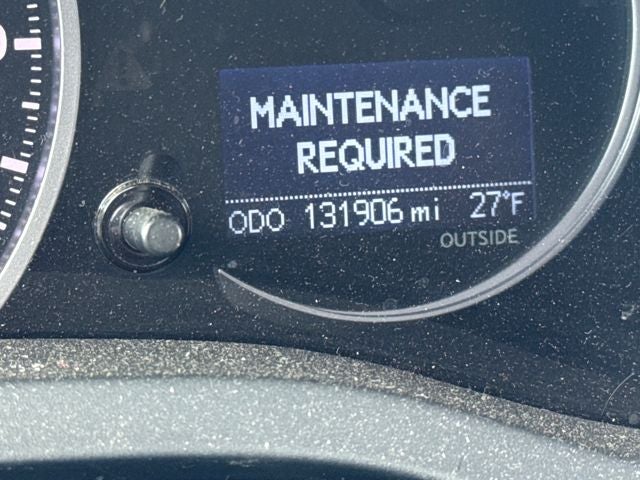 MAINTENANCE
REQUIRED
ODO 131906 mi 27°F
OUTSIDE